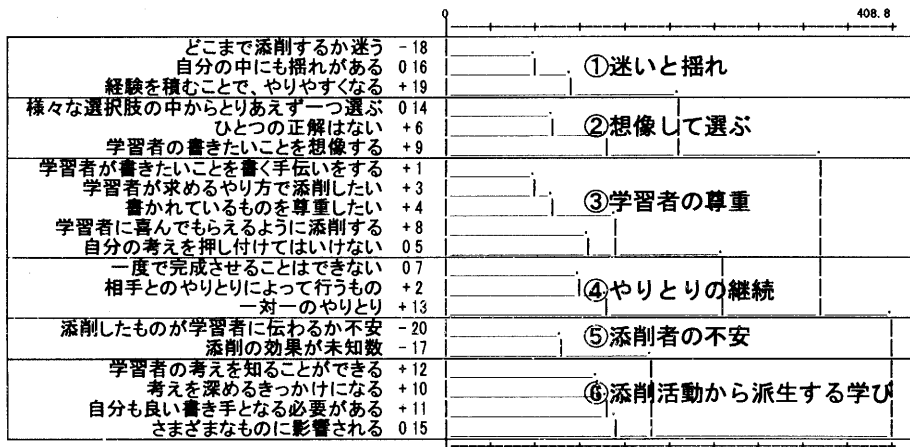 0 408.8
どこまで添削するか迷う - 18
自分の中にも揺れがある 0 16
経験を積むことで、やりやすくなる + 19
①迷いと揺れ
様々な選択肢の中からとりあえず一つ選ぶ 0 14
ひとつの正解はない + 6
学習者の書きたいことを想像する + 9
②想像して選ぶ
学習者が書きたいことを書く手伝いをする + 1
学習者が求めるやり方で添削したい + 3
書かれているものを尊重したい + 4
学習者に喜んでもらえるように添削する + 8
自分の考えを押し付けてはいけない 0 5
③学習者の尊重
一度で完成させることはできない 0 7
相手とのやりとりによって行うもの + 2
一対一のやりとり + 13
④やりとりの継続
添削したものが学習者に伝わるか不安 - 20
添削の効果が未知数 - 17
⑤添削者の不安
学習者の考えを知ることができる + 12
考えを深めるきっかけになる + 10
自分も良い書き手となる必要がある + 11
さまざまなものに影響される 0 15
⑥添削活動から派生する学び